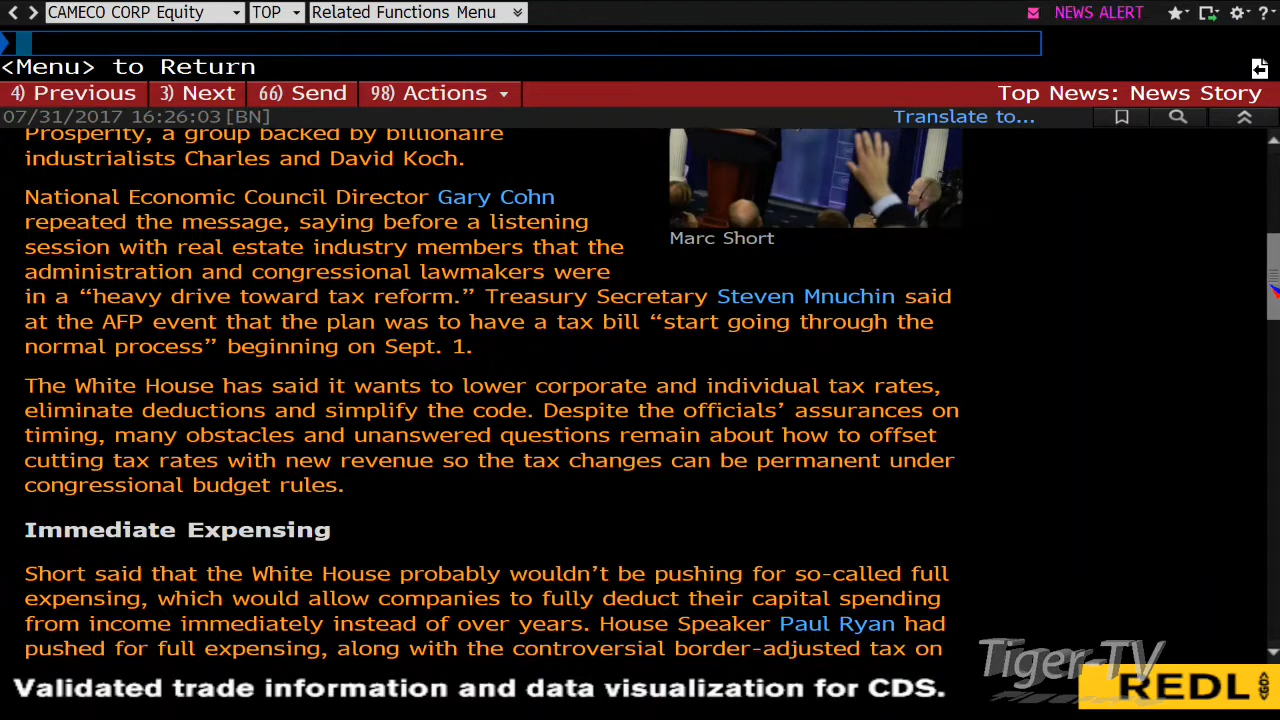 CAMECO CORP Equity TOP Related Functions Menu NEWS ALERT ?
<Menu> to Return
4) Previous 3) Next 66) Send 98) Actions Top News: News Story
07/31/2017 16:26:03 [BN] Translate to...
Prosperity, a group backed by billionaire
industrialists Charles and David Koch.
National Economic Council Director Gary Cohn
repeated the message, saying before a listening
session with real estate industry members that the
administration and congressional lawmakers were
in a “heavy drive toward tax reform.” Treasury Secretary Steven Mnuchin said
at the AFP event that the plan was to have a tax bill “start going through the
normal process” beginning on Sept. 1.
Marc Short
The White House has said it wants to lower corporate and individual tax rates,
eliminate deductions and simplify the code. Despite the officials’ assurances on
timing, many obstacles and unanswered questions remain about how to offset
cutting tax rates with new revenue so the tax changes can be permanent under
congressional budget rules.
Immediate Expensing
Short said that the White House probably wouldn’t be pushing for so-called full
expensing, which would allow companies to fully deduct their capital spending
from income immediately instead of over years. House Speaker Paul Ryan had
pushed for full expensing, along with the controversial border-adjusted tax on
Tiger-TV
Validated trade information and data visualization for CDS.
REDL